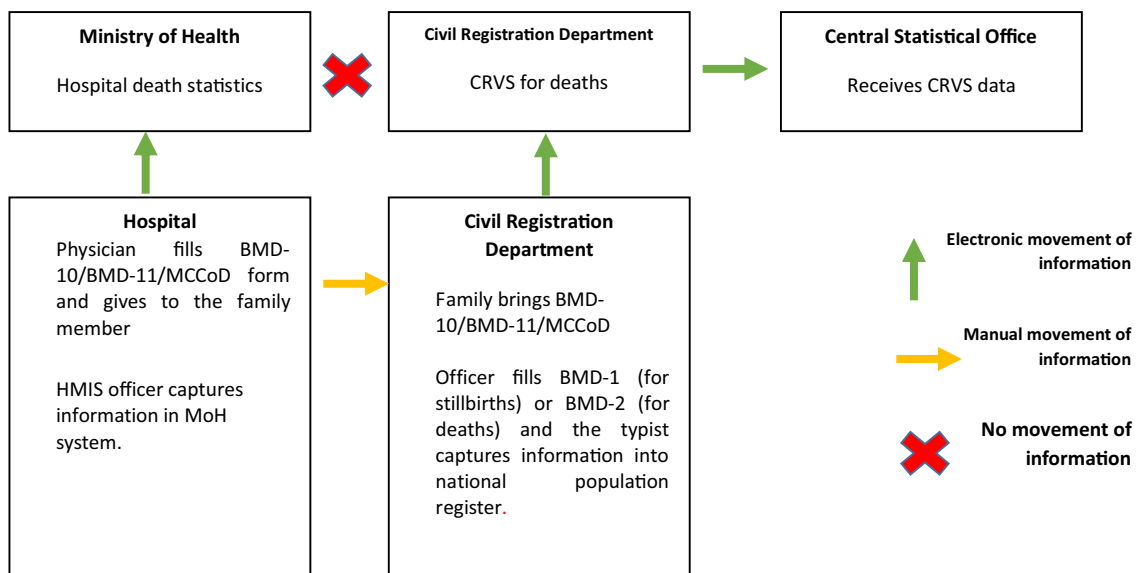 Ministry of Health
Hospital death statistics
Civil Registration Department
CRVS for deaths
Central Statistical Office
Receives CRVS data
Hospital
Physician fills BMD-
10/BMD-11/MCCoD form
and gives to the family
member
HMIS officer captures
information in MoH
system.
Civil Registration
Department
Family brings BMD-
10/BMD-11/MCCoD
Officer fills BMD-1 (for
stillbirths) or BMD-2 (for
deaths) and the typist
captures information into
national population
register.
Electronic movement of
information
Manual movement of
information
No movement of
information